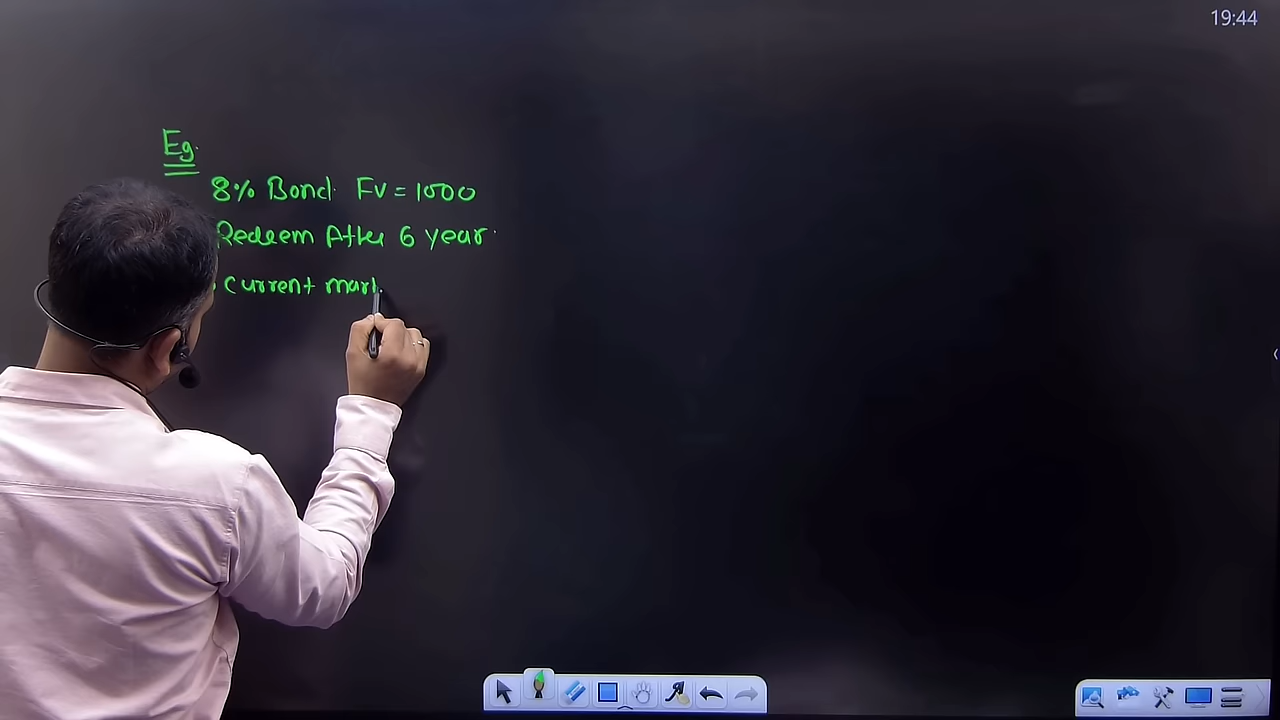 19:44
Eg.
8% Bond FV = 1000
Redeem After 6 year
Current mark